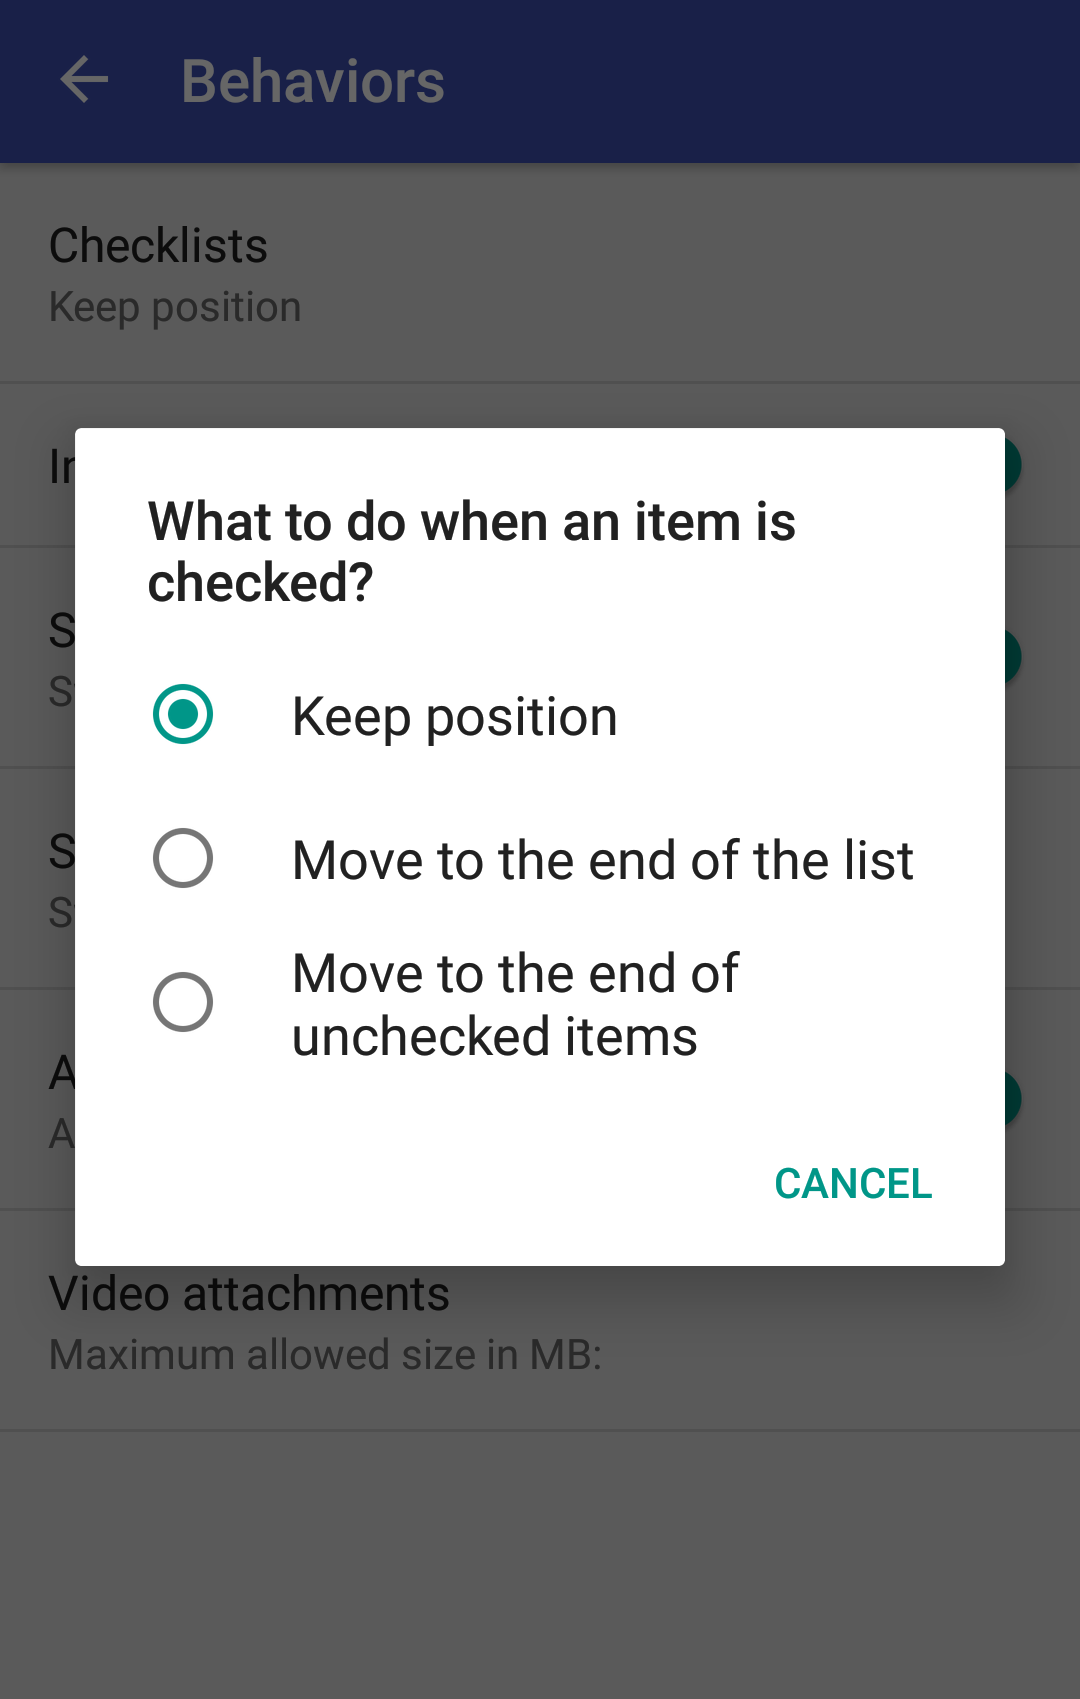 Behaviors
Checklists
Keep position
What to do when an item is
checked?
Keep position
Move to the end of the list
Move to the end of
unchecked items
CANCEL
Video attachments
Maximum allowed size in MB: